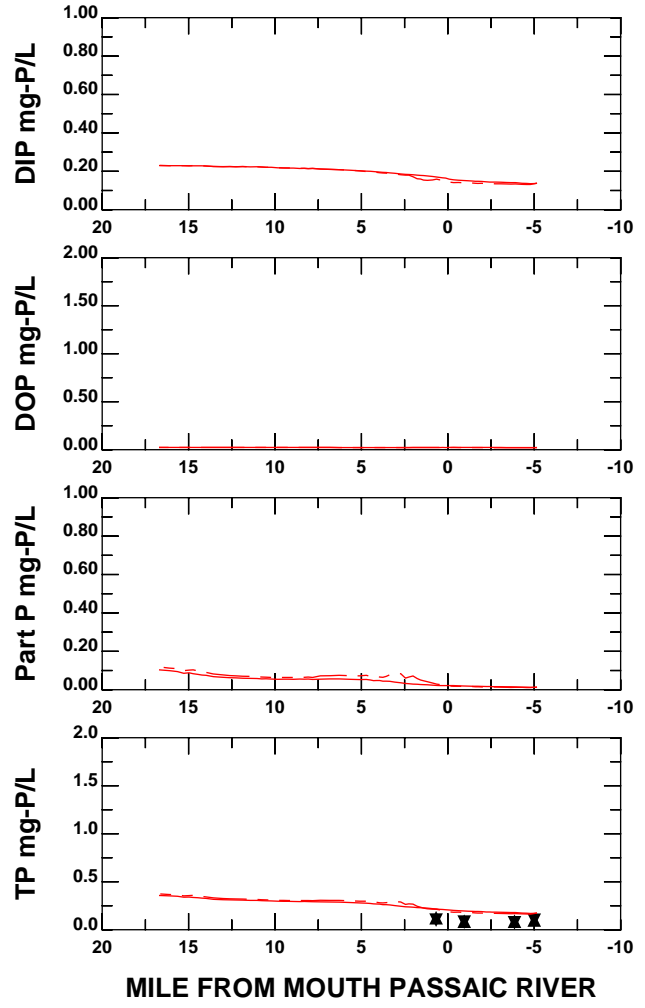 DIP mg-P/L
1.00
0.80
0.60
0.40
0.20
0.00
20 15 10 5 0 -5 -10
DOP mg-P/L
2.00
1.50
1.00
0.50
0.00
20 15 10 5 0 -5 -10
Part P mg-P/L
1.00
0.80
0.60
0.40
0.20
0.00
20 15 10 5 0 -5 -10
TP mg-P/L
2.0
1.5
1.0
0.5
0.0
20 15 10 5 0 -5 -10
MILE FROM MOUTH PASSAIC RIVER